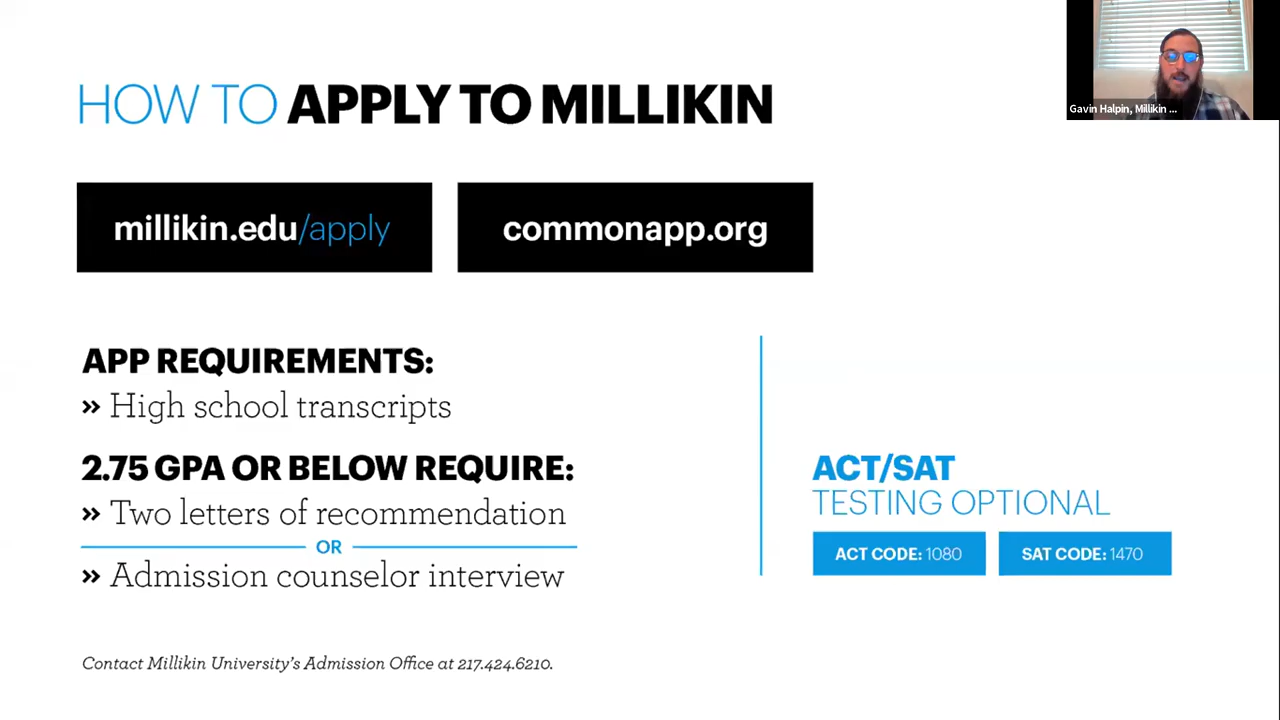 HOW TO APPLY TO MILLIKIN
Gavin Halpin, Millikin ...
millikin.edu/apply
commonapp.org
APP REQUIREMENTS:
» High school transcripts
2.75 GPA OR BELOW REQUIRE:
» Two letters of recommendation
OR
» Admission counselor interview
ACT/SAT
TESTING OPTIONAL
ACT CODE: 1080
SAT CODE: 1470
Contact Millikin University's Admission Office at 217.424.6210.